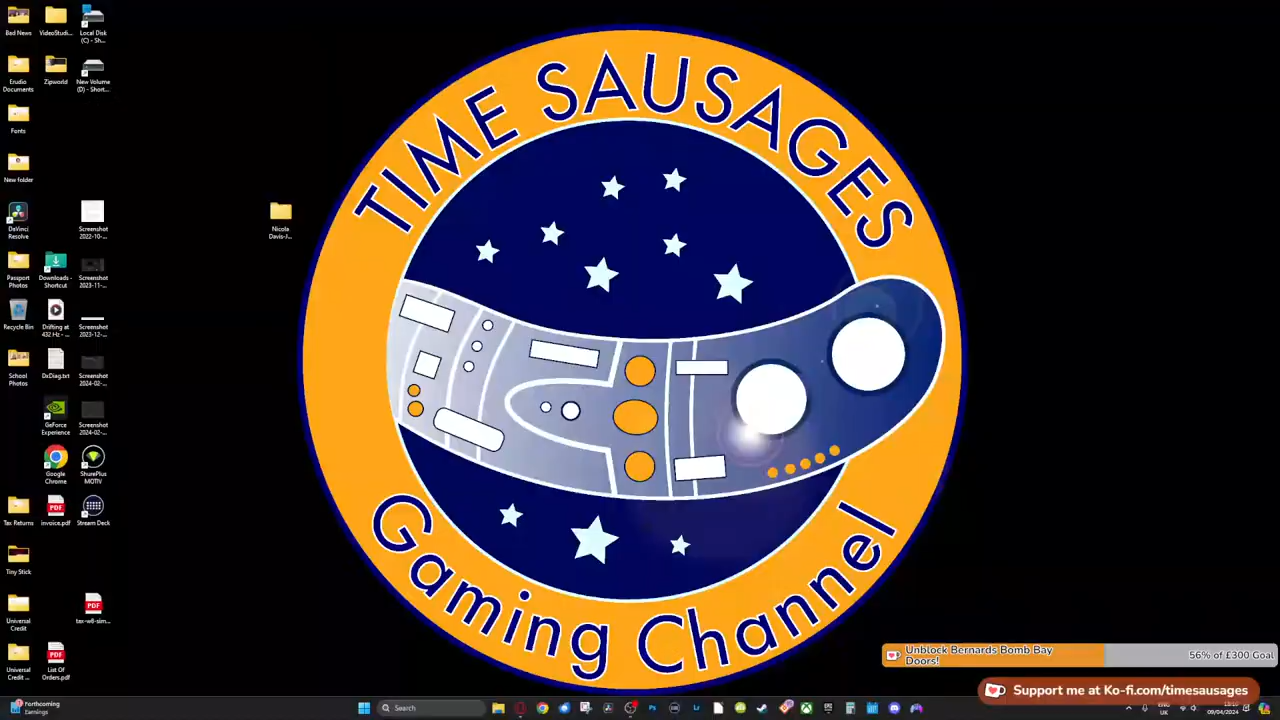 Bad News
VideoStudi...
Local Disk
(C) - Sh...
Erudio
Documents
Zipworld
New Volume
(D) - Short...
Fonts
New folder
DaVinci
Resolve
Screenshot
2022-10-...
Nicola
Davis-J...
Passport
Photos
Downloads -
Shortcut
Screenshot
2023-11-...
Recycle Bin
Drifting at
432 Hz - ...
Screenshot
2023-12-...
School
Photos
DxDiag.txt
Screenshot
2024-02-...
GeForce
Experience
Screenshot
2024-02-...
Google
Chrome
ShurePlus
MOTIV
Tax Returns
invoice.pdf
Stream Deck
Tiny Stick
Universal
Credit
tax-w8-sim...
Universal
Credit ...
List Of
Orders.pdf
TIME SAUSAGES
Gaming Channel
Unblock Bernards Bomb Bay
Doors!
56% of £300 Goal
Support me at Ko-fi.com/timesausages
Forthcoming
Earnings
Search
ENG
UK
09/04/2024